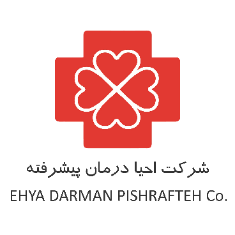 شرکت احیا درمان پیشرفته
EHYA DARMAN PISHRAFTEH Co.